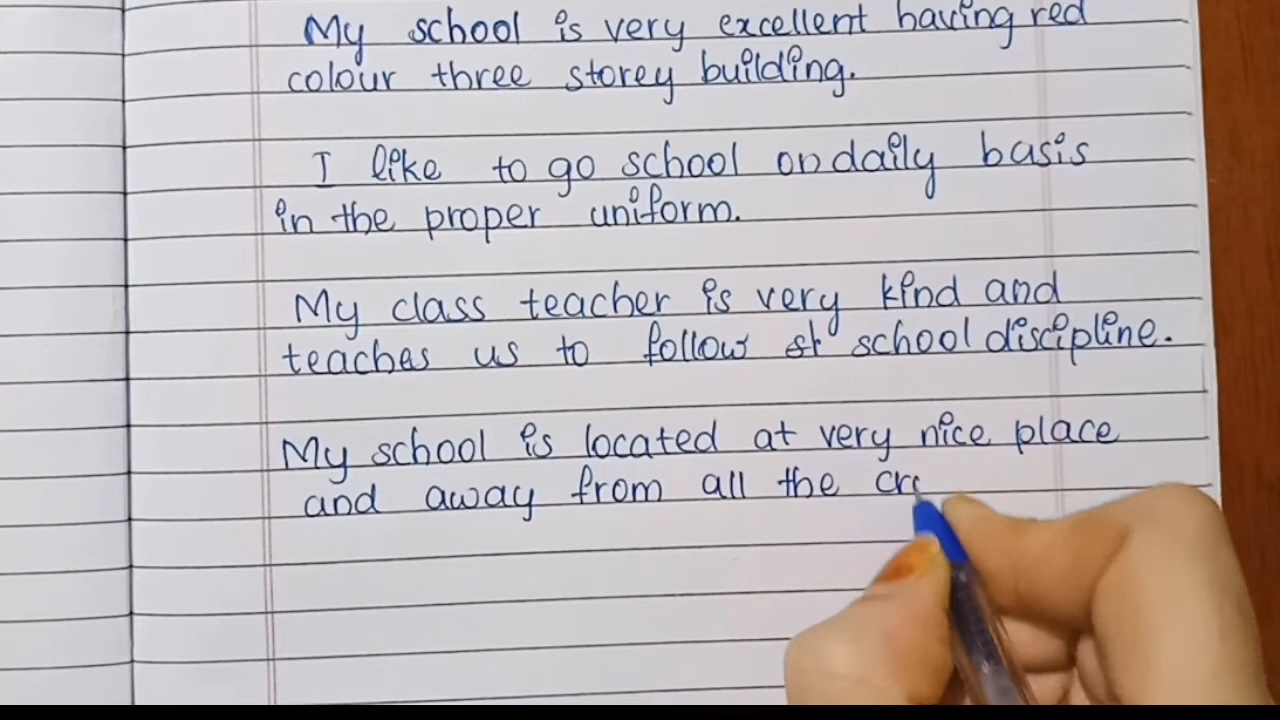 My school is very excellent having red
colour three storey building.
I like to go school on daily basis
in the proper uniform.
My class teacher is very kind and
teaches us to follow school discipline.
My school is located at very nice place
and away from all the